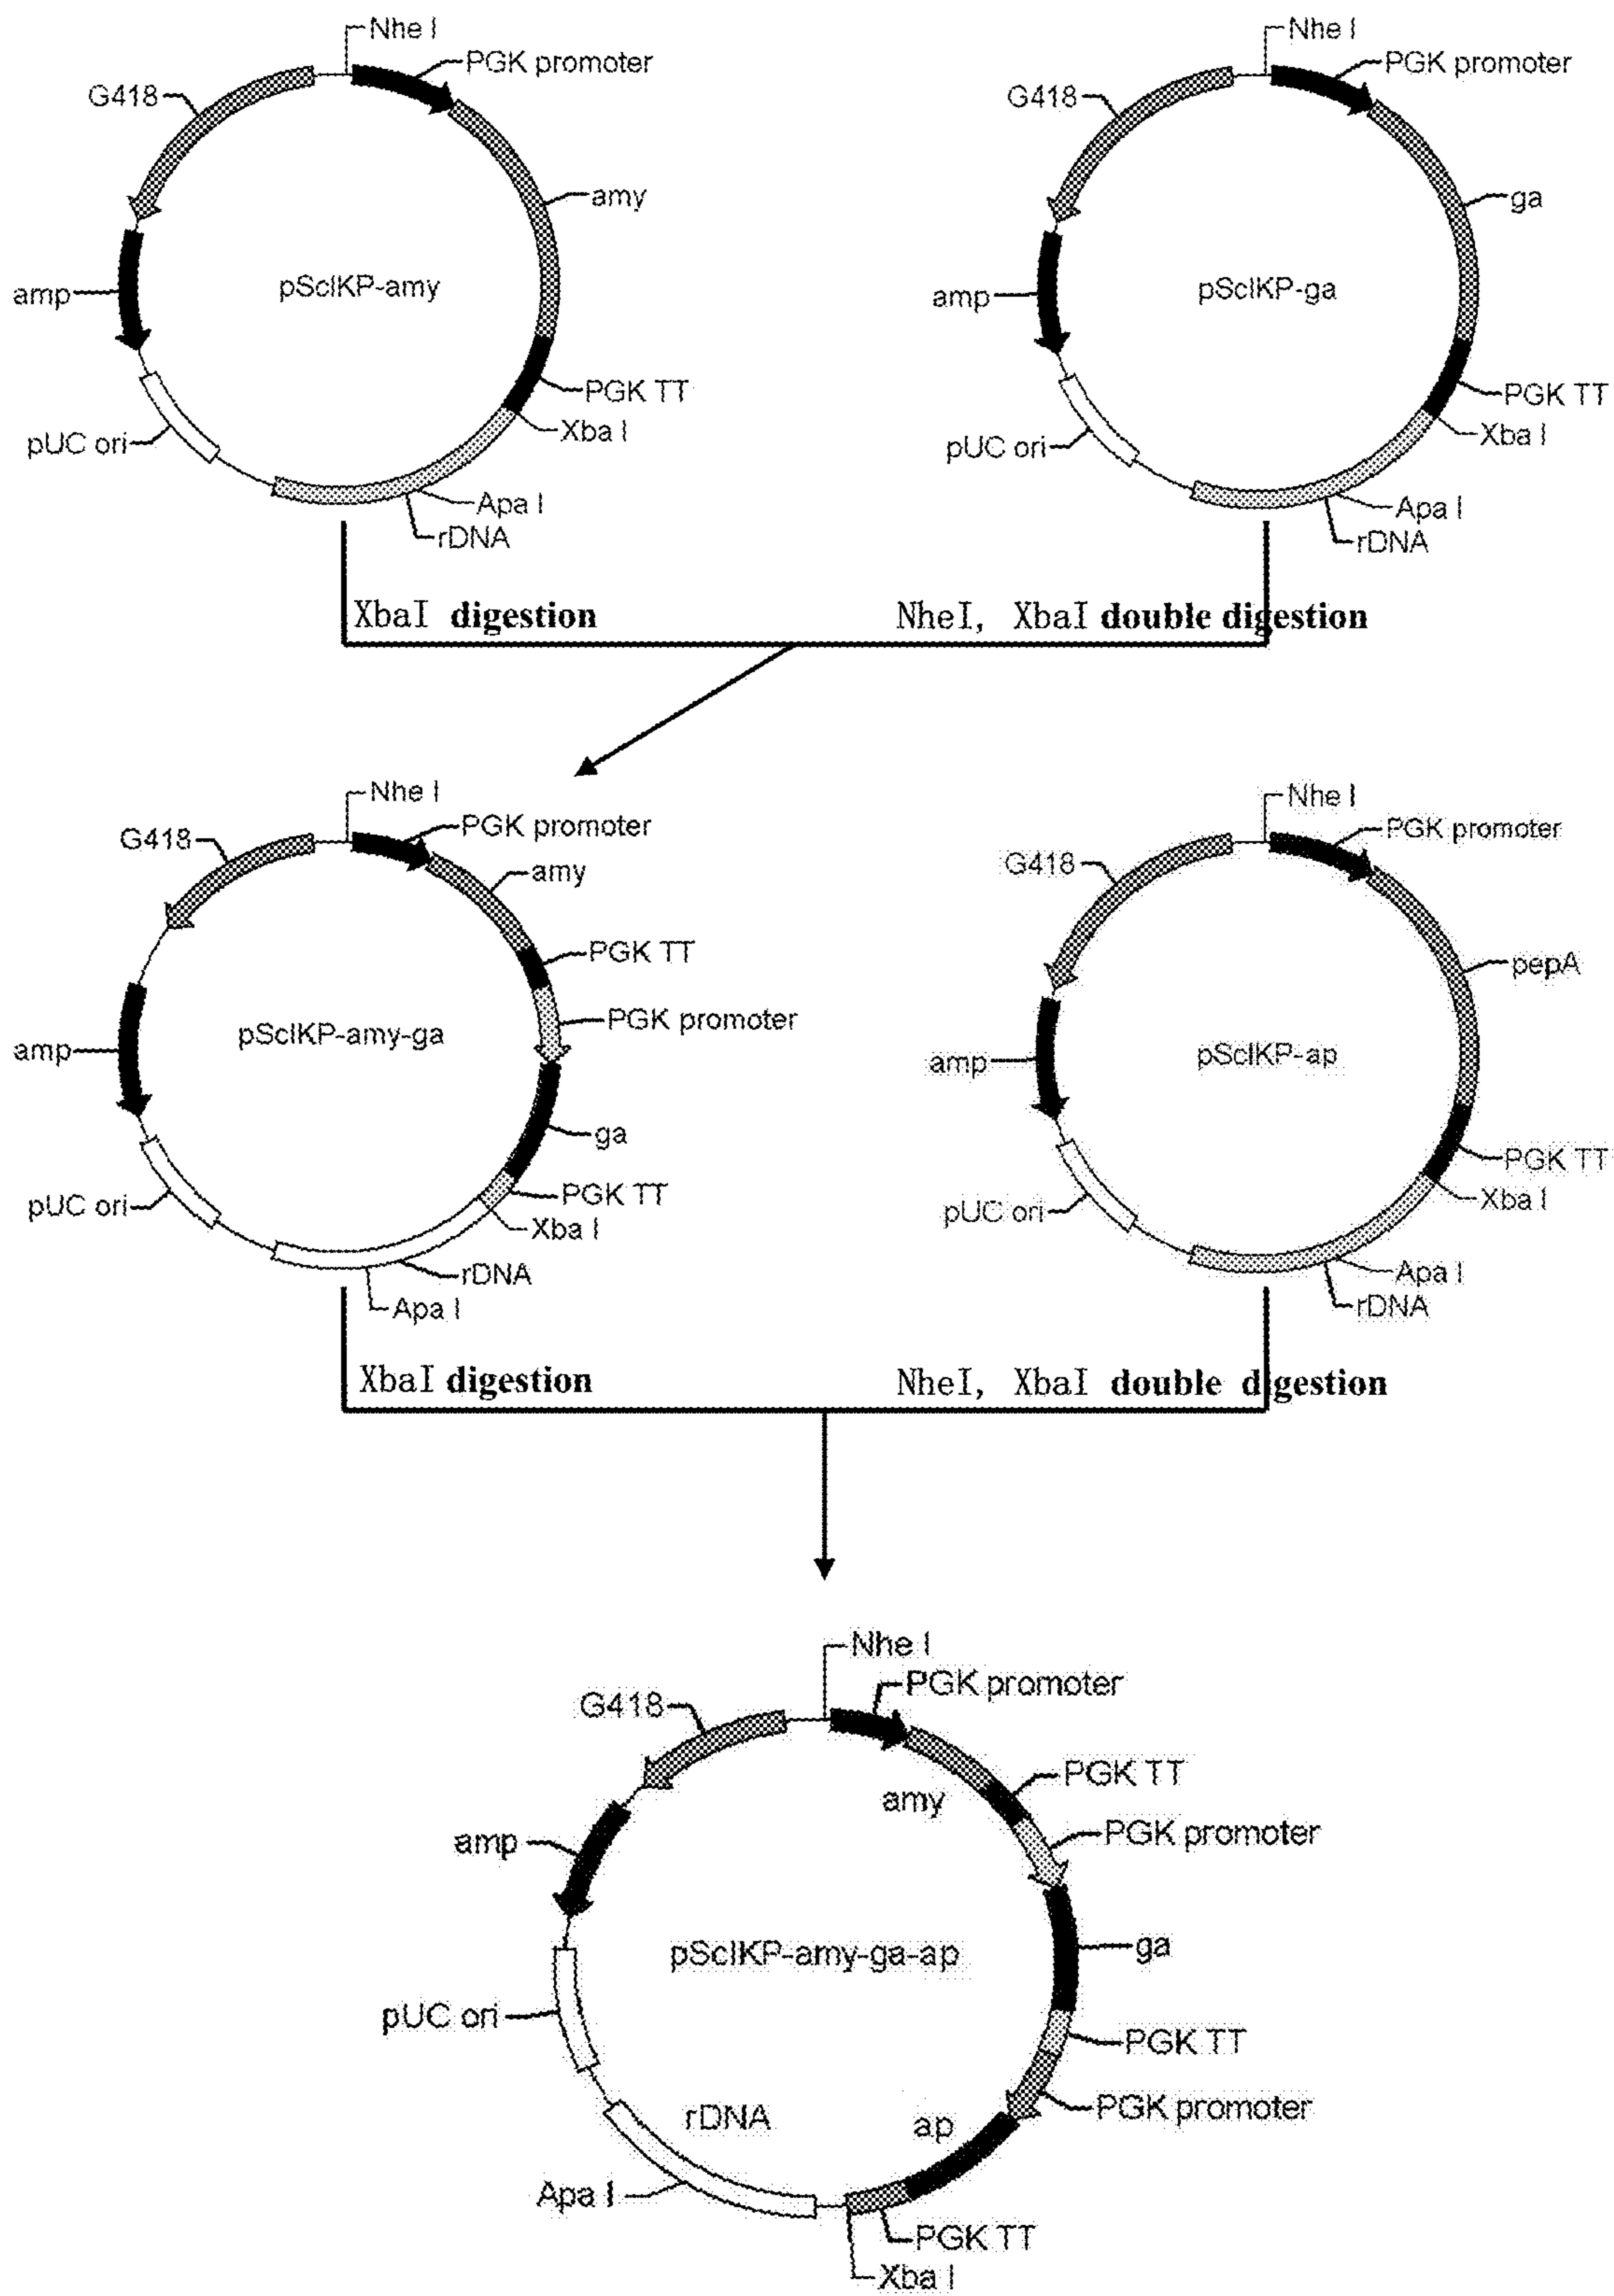 Nhe I
PGK promoter
G418
amy
pScIKP-amy
amp
PGK TT
Xba I
pUC ori
Apa I
rDNA
Nhe I
PGK promoter
G418
ga
pScIKP-ga
amp
PGK TT
Xba I
pUC ori
Apa I
rDNA
XbaI digestion
NheI, XbaI double digestion
Nhe I
PGK promoter
G418
amy
PGK TT
PGK promoter
pScIKP-amy-ga
amp
ga
PGK TT
pUC ori
Xba I
rDNA
Apa I
Nhe I
PGK promoter
G418
pepA
pScIKP-ap
amp
PGK TT
Xba I
pUC ori
Apa I
rDNA
XbaI digestion
NheI, XbaI double digestion
Nhe I
PGK promoter
G418
PGK TT
amy
PGK promoter
amp
ga
pScIKP-amy-ga-ap
pUC ori
PGK TT
PGK promoter
rDNA
ap
Apa I
PGK TT
Xba I